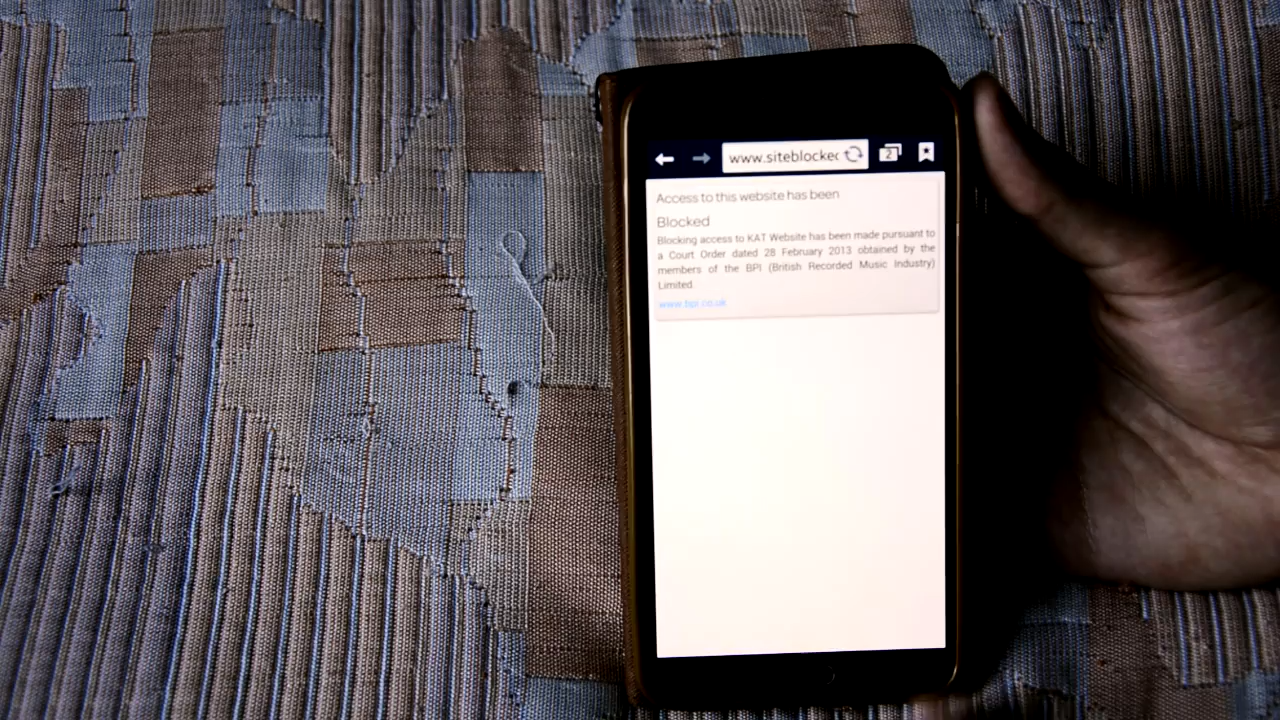 www.siteblocked
2
Access to this website has been
Blocked
Blocking access to KAT Website has been made pursuant to
a Court Order dated 28 February 2013 obtained by the
members of the BPI (British Recorded Music Industry)
Limited
www.bpi.co.uk